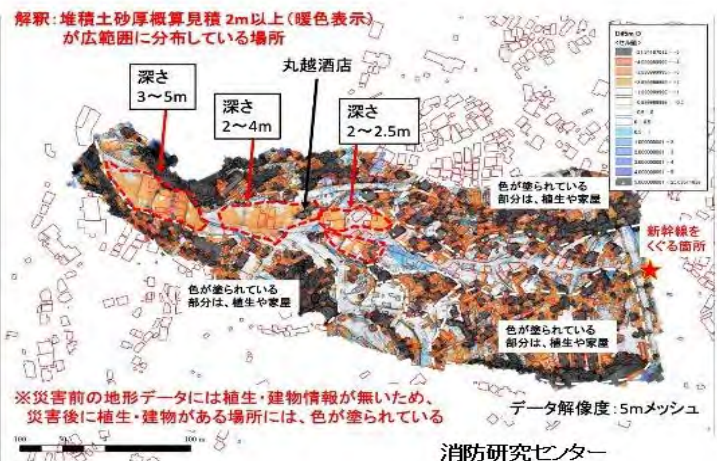 解釈:堆積土砂厚概算見積 2m以上(暖色表示)
が広範囲に分布している場所
丸越酒店
深さ
3~5m
深さ
2~4m
深さ
2~2.5m
色が塗られている
部分は、植生や家屋
新幹線を
くぐる箇所
色が塗られている
部分は、植生や家屋
色が塗られている
部分は、植生や家屋
※災害前の地形データには植生・建物情報が無いため、
災害後に植生・建物がある場所には、色が塗られている
データ解像度:5mメッシュ
100 0 100 m
消防研究センター